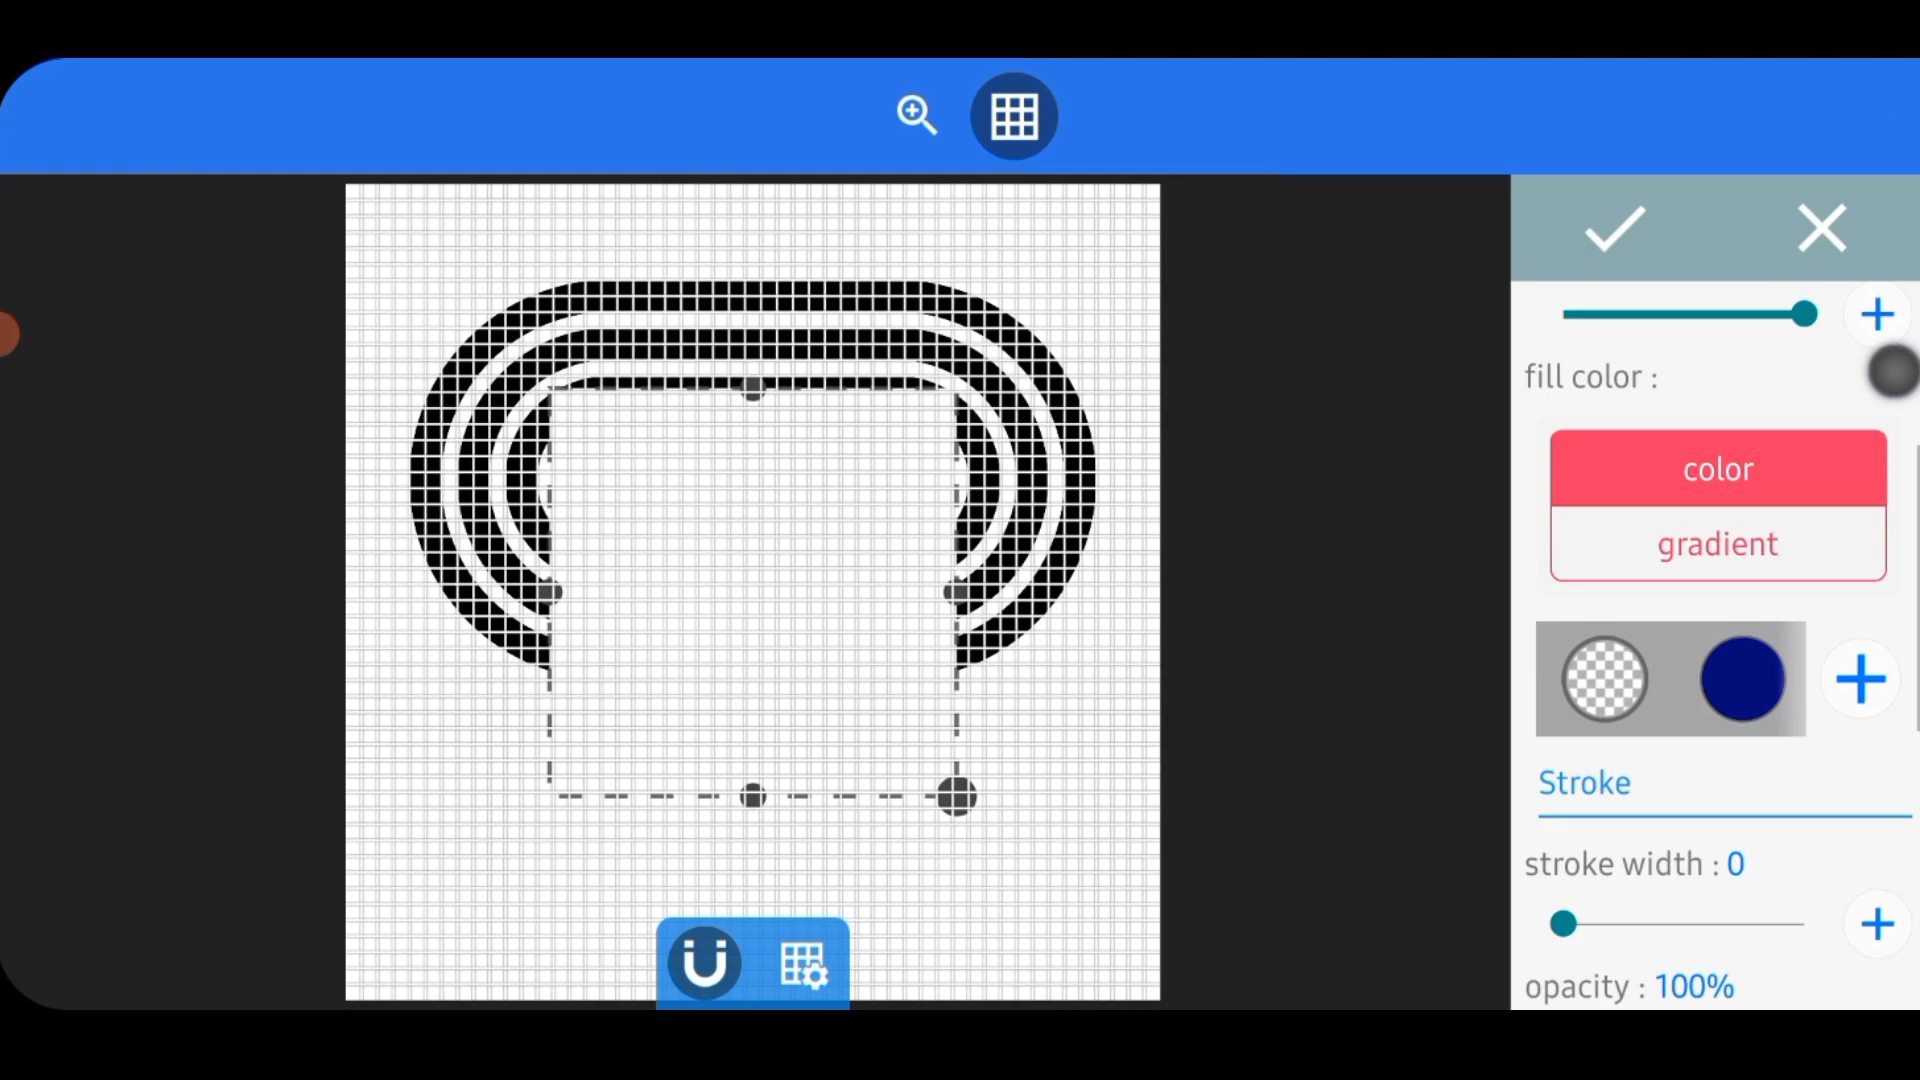 fill color :
color
gradient
Stroke
stroke width : 0
opacity : 100%